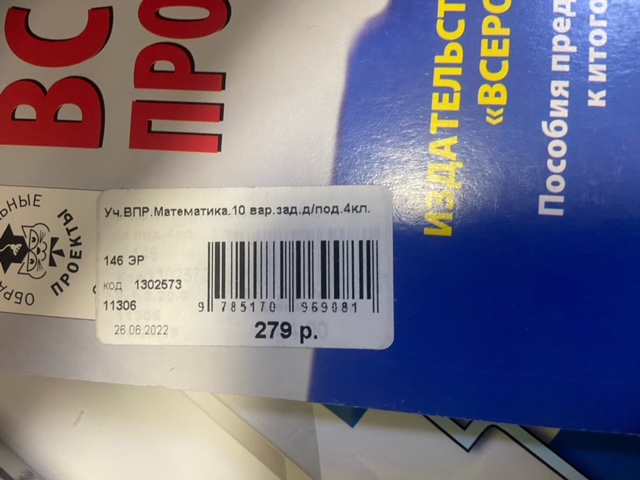 ВС
ПРО
ИЗДАТЕЛЬСТ
«ВСЕРО
Пособия пред
к итого
ПРОЕКТЫ
Уч.ВПР.Математика.10 вар.зад.д/под.4кл.
146 ЭР
код 1302573
11306
9 785170 969081
26.06.2022
279 р.